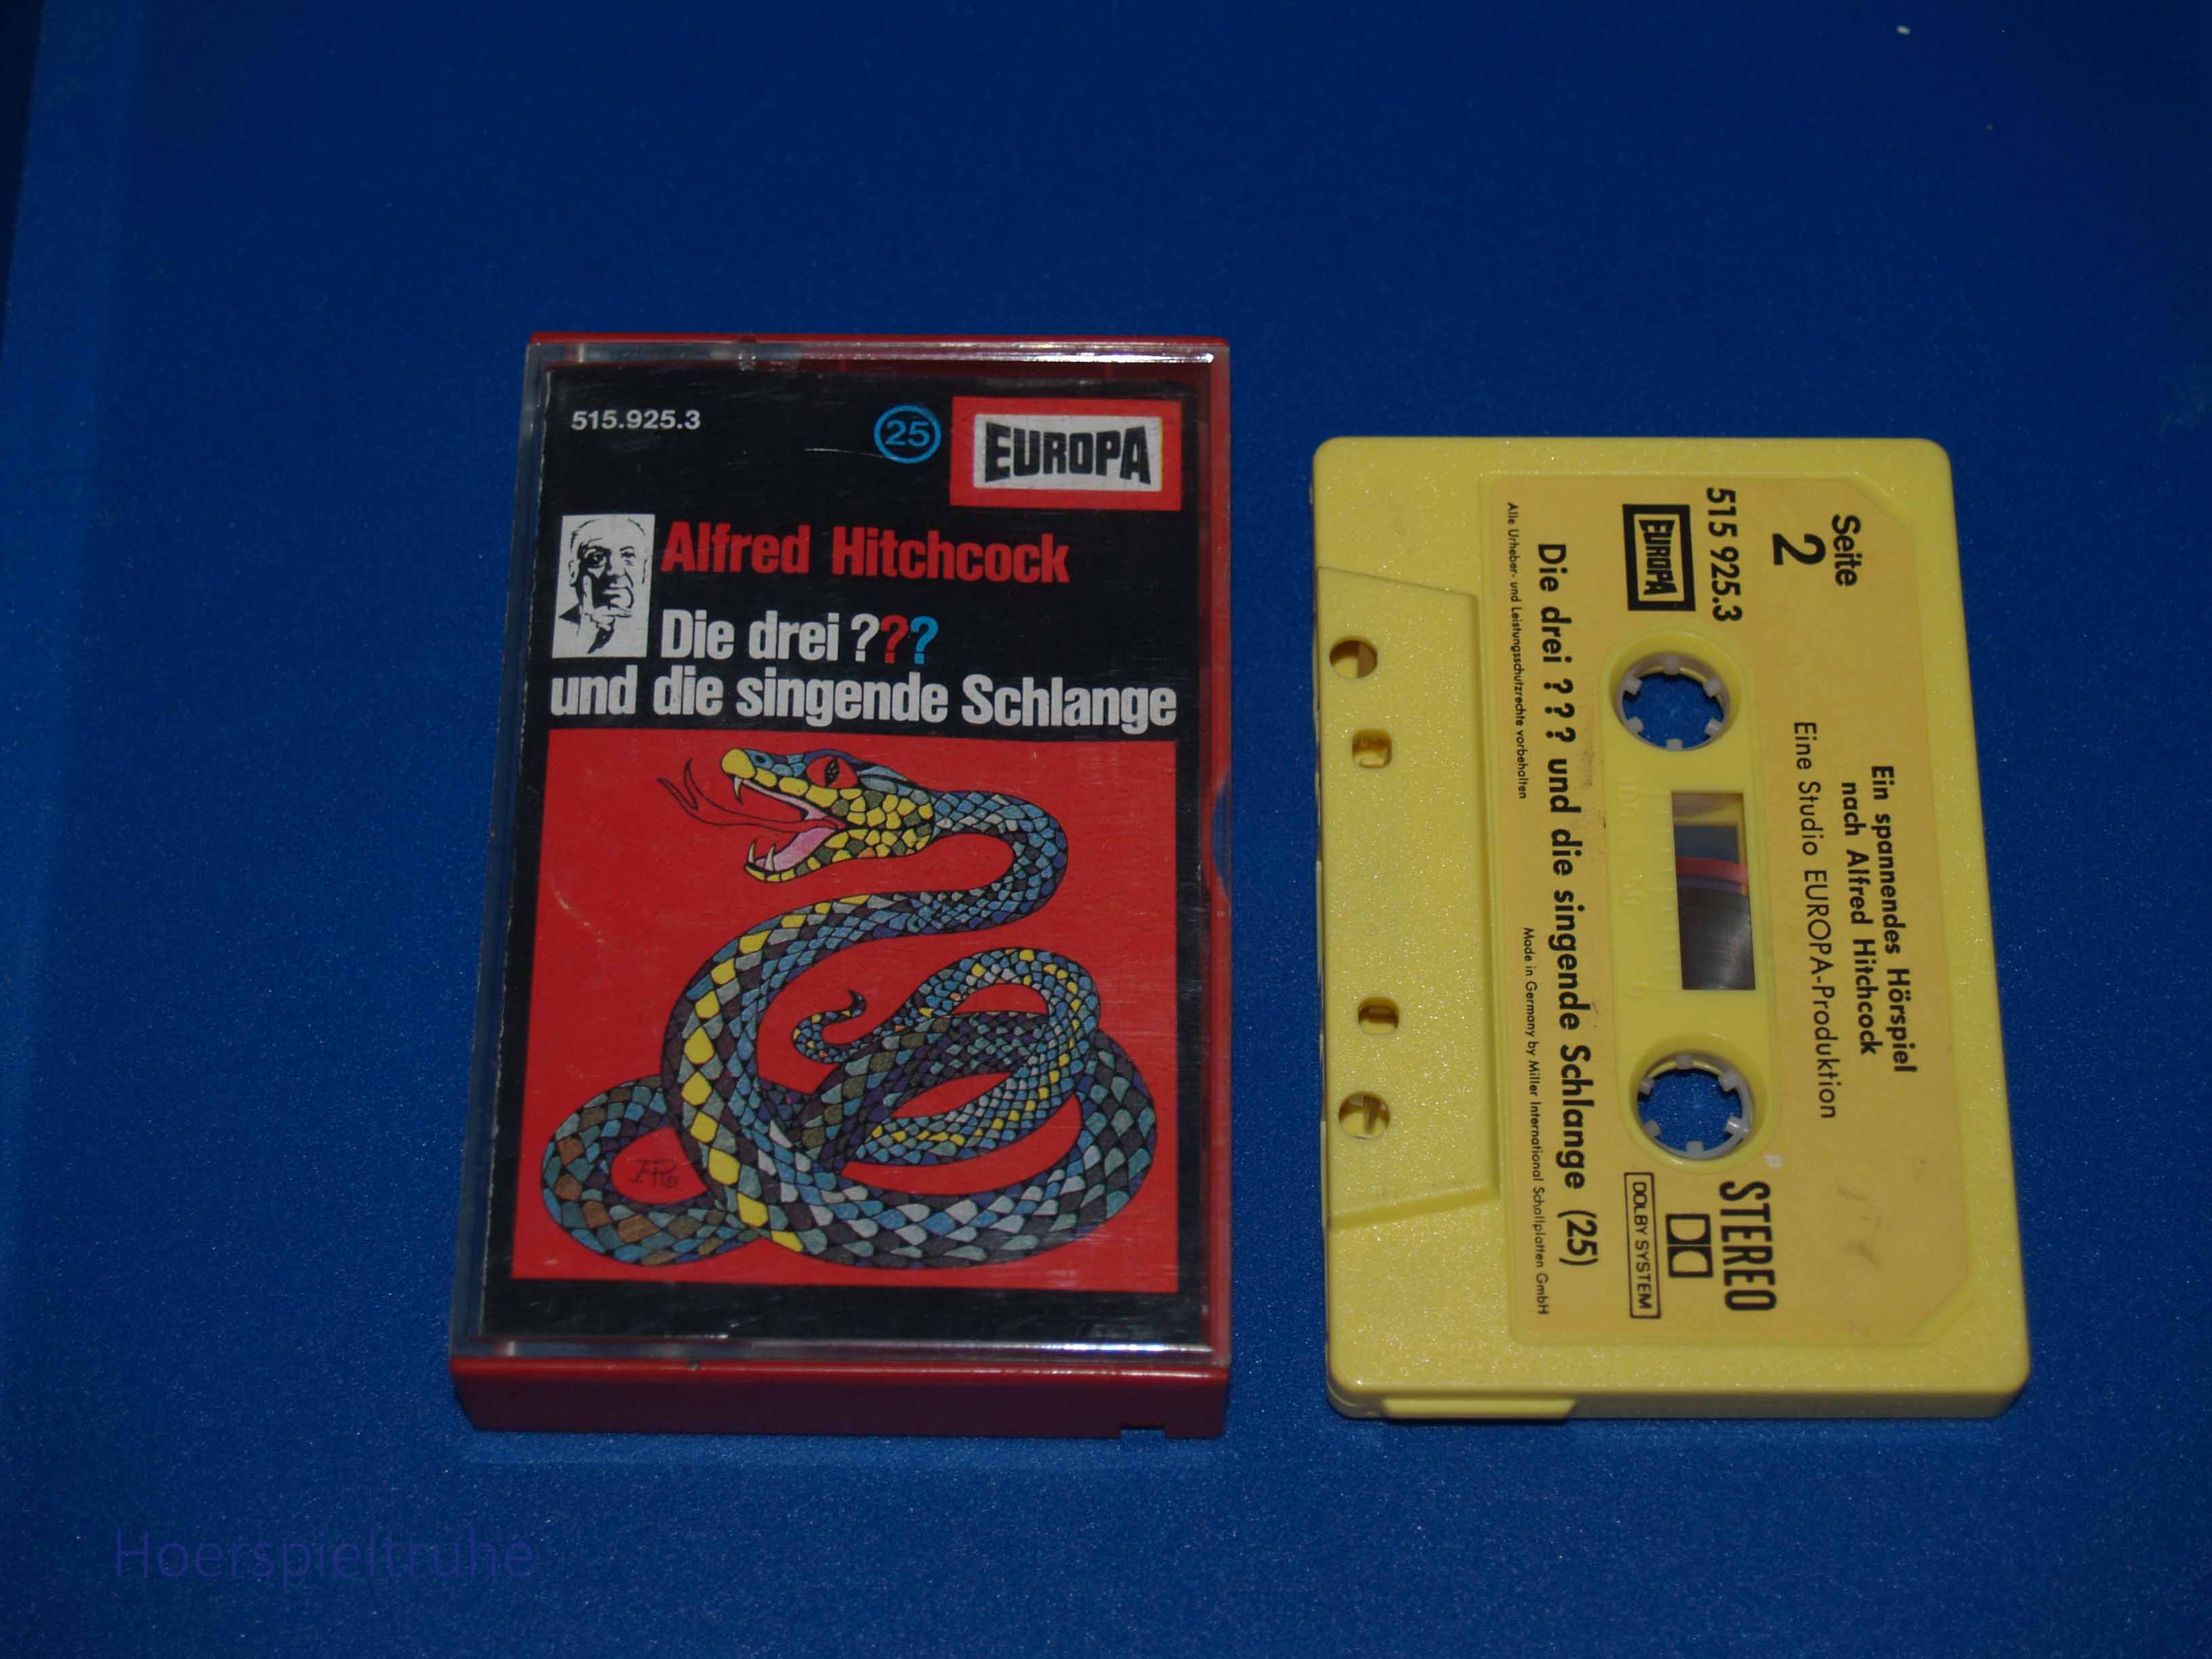 515.925.3
25
EUROPA
Alfred Hitchcock
Die drei ???
und die singende Schlange
Seite
2
515 925.3
EUROPA
Ein spannendes Hörspiel
nach Alfred Hitchcock
Eine Studio EUROPA-Produktion
STEREO
DOLBY SYSTEM
Die drei ??? und die singende Schlange (25)
Alle Urheber- und Leistungsschutzrechte vorbehalten
Made in Germany by Miller International Schallplatten GmbH
Hoerspieltruhe